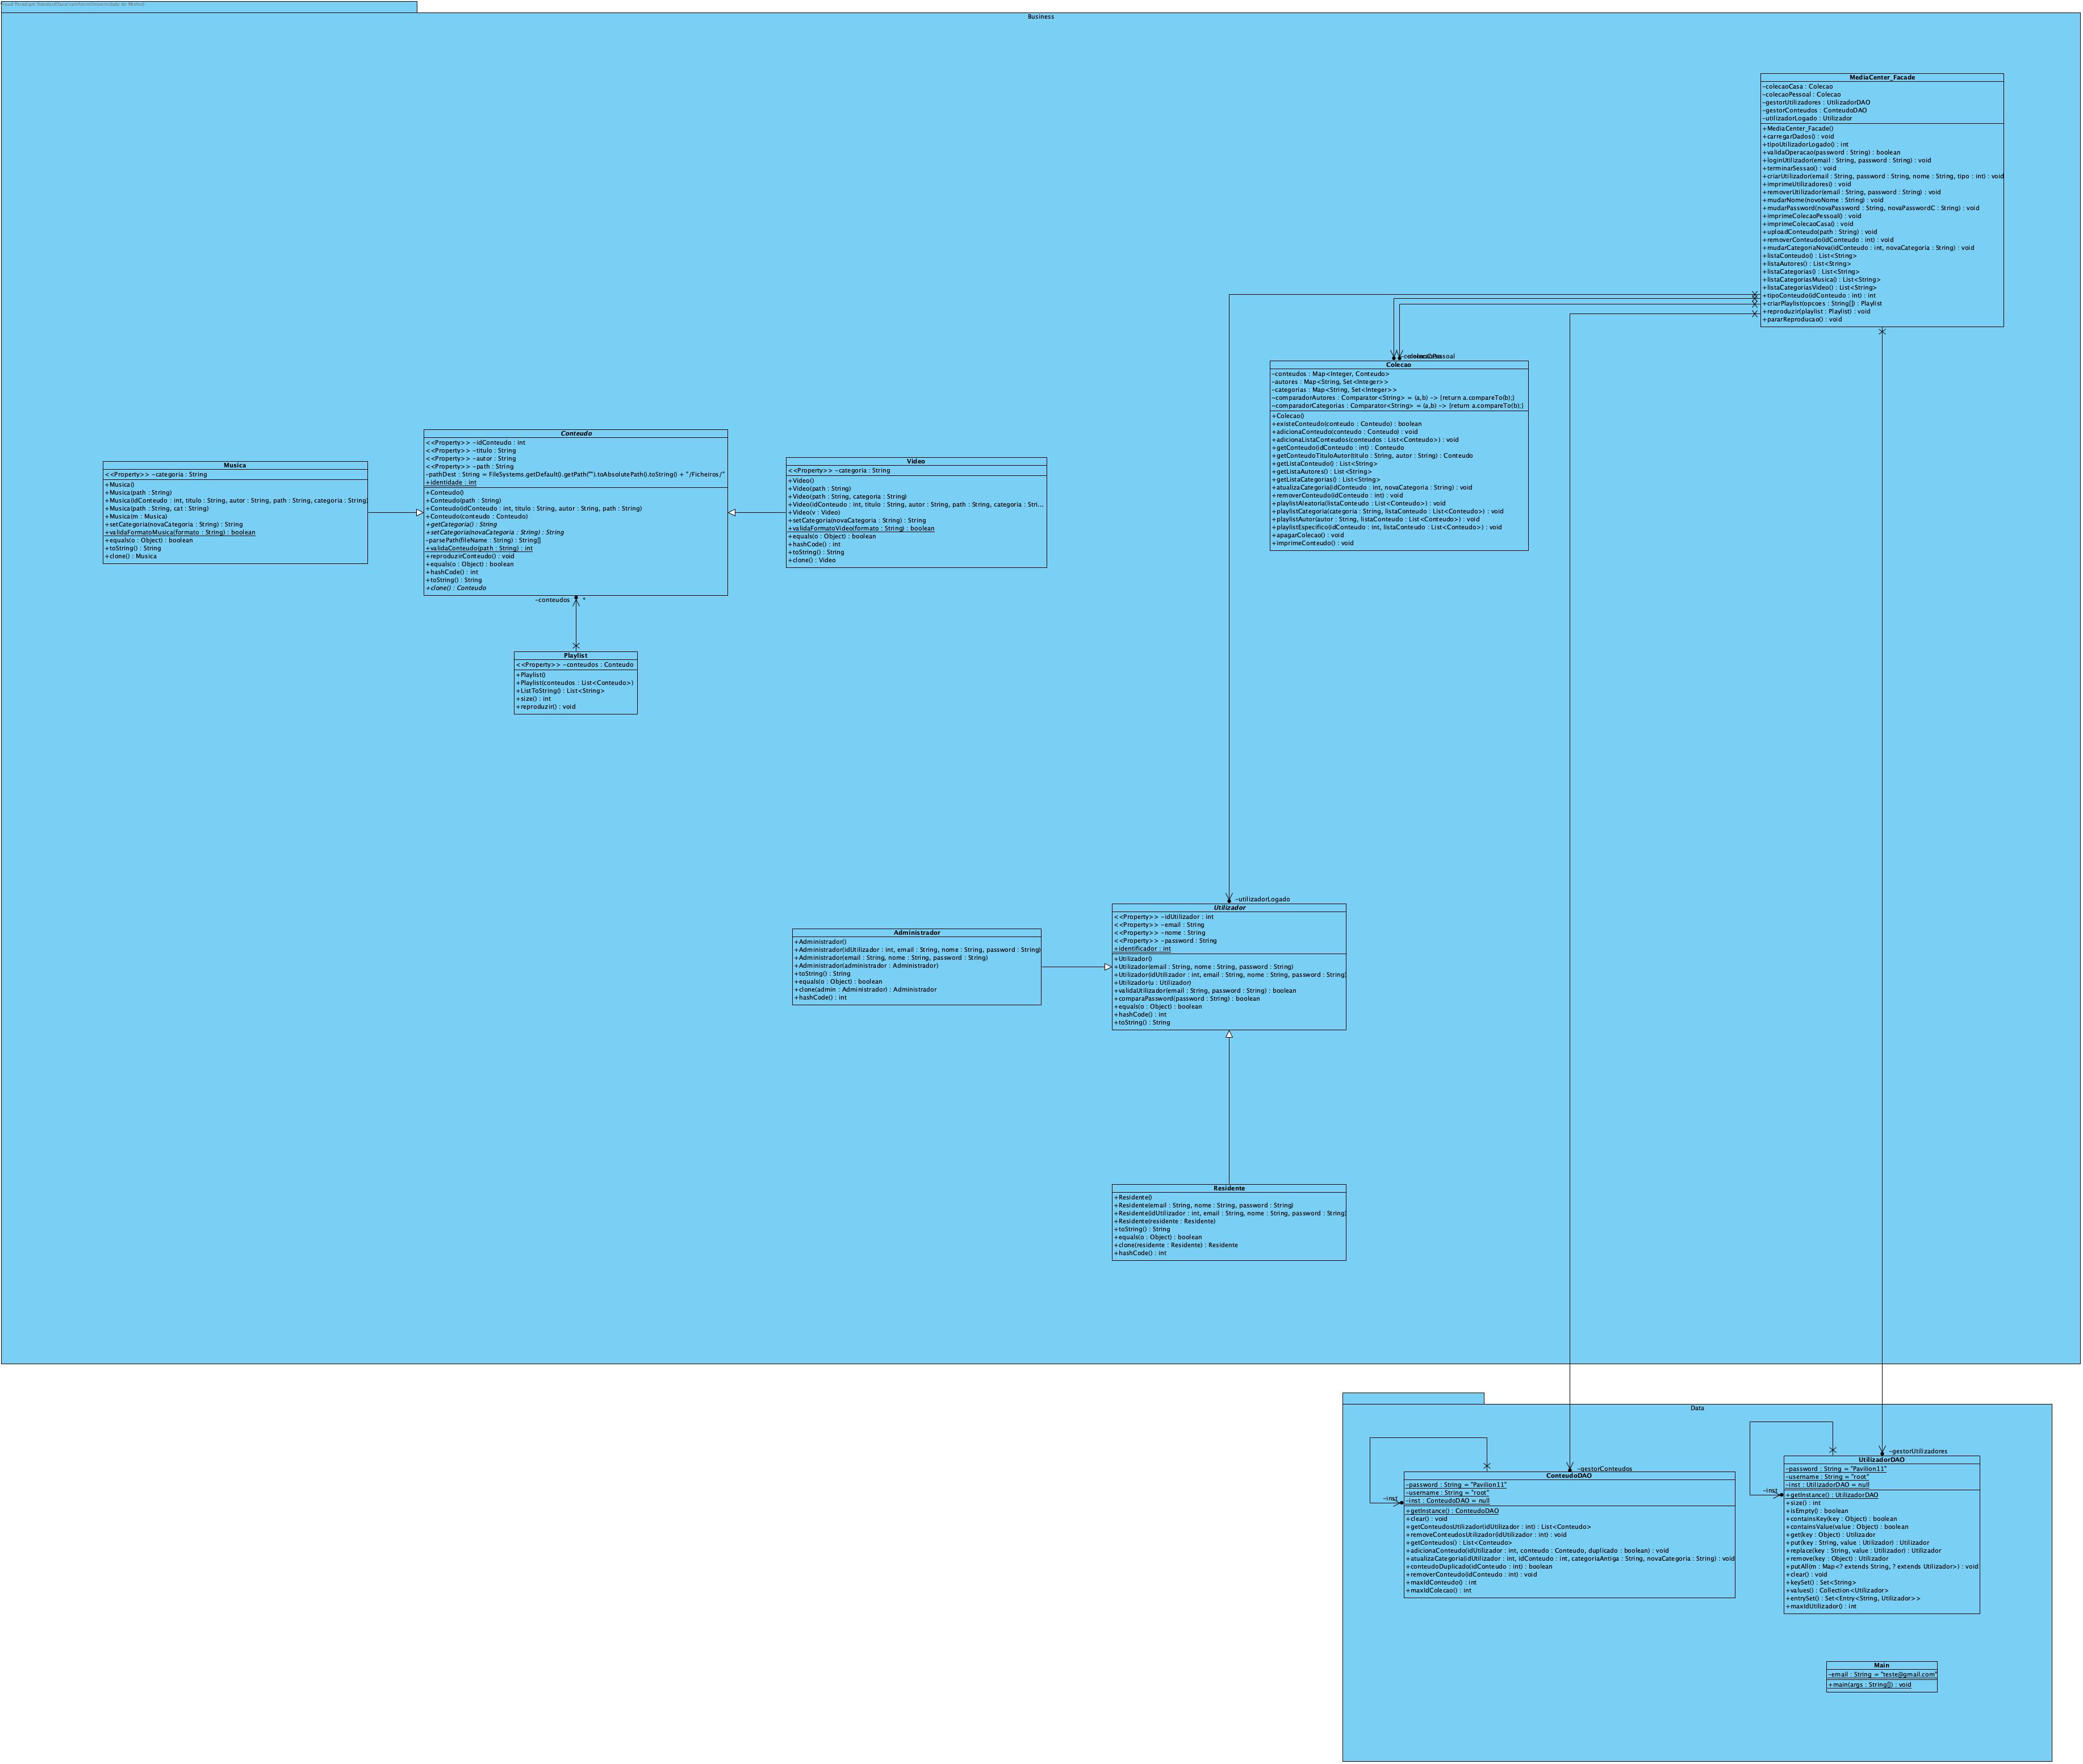 Business
MediaCenter_Facade
-colecaoCasa : Colecao
-colecaoPessoal : Colecao
-gestorUtilizadores : UtilizadorDAO
-gestorConteudos : ConteudoDAO
-utilizadorLogado : Utilizador
+MediaCenter_Facade()
+carregarDados() : void
+tipoUtilizadorLogado() : int
+validaOperacao(password : String) : boolean
+loginUtilizador(email : String, password : String) : void
+terminarSessao() : void
+criarUtilizador(email : String, password : String, nome : String, tipo : int) : void
+imprimeUtilizadores() : void
+removerUtilizador(email : String, password : String) : void
+mudarNome(novoNome : String) : void
+mudarPassword(novaPassword : String, novaPasswordC : String) : void
+imprimeColecaoPessoal() : void
+imprimeColecaoCasa() : void
+uploadConteudo(path : String) : void
+removerConteudo(idConteudo : int) : void
+mudarCategoriaNova(idConteudo : int, novaCategoria : String) : void
+listaConteudo() : List<String>
+listaAutores() : List<String>
+listaCategorias() : List<String>
+listaCategoriasMusica() : List<String>
+listaCategoriasVideo() : List<String>
+tipoConteudo(idConteudo : int) : int
+criarPlaylist(opcoes : String[]) : Playlist
+reproduzir(playlist : Playlist) : void
+pararReproducao() : void
Colecao
-conteudos : Map<Integer, Conteudo>
-autores : Map<String, Set<Integer>>
-categorias : Map<String, Set<Integer>>
-comparadorAutores : Comparator<String> = (a,b) -> {return a.compareTo(b);}
-comparadorCategorias : Comparator<String> = (a,b) -> {return a.compareTo(b);}
+Colecao()
+existeConteudo(conteudo : Conteudo) : boolean
+adicionaConteudo(conteudo : Conteudo) : void
+adicionaListaConteudos(conteudos : List<Conteudo>) : void
+getConteudo(idConteudo : int) : Conteudo
+getConteudoTituloAutor(titulo : String, autor : String) : Conteudo
+getListaConteudo() : List<String>
+getListaAutores() : List<String>
+getListaCategorias() : List<String>
+atualizaCategoria(idConteudo : int, novaCategoria : String) : void
+removerConteudo(idConteudo : int) : void
+playlistAleatoria(listaConteudo : List<Conteudo>) : void
+playlistCategoria(categoria : String, listaConteudo : List<Conteudo>) : void
+playlistAutor(autor : String, listaConteudo : List<Conteudo>) : void
+playlistEspecifico(idConteudo : int, listaConteudo : List<Conteudo>) : void
+apagarColecao() : void
+imprimeConteudo() : void
Conteudo
<<Property>> -idConteudo : int
<<Property>> -titulo : String
<<Property>> -autor : String
<<Property>> -path : String
-pathDest : String = FileSystems.getDefault().getPath("").toAbsolutePath().toString() + "/Ficheiros/"
+identidade : int
+Conteudo()
+Conteudo(path : String)
+Conteudo(idConteudo : int, titulo : String, autor : String, path : String)
+Conteudo(conteudo : Conteudo)
+getCategoria() : String
+setCategoria(novaCategoria : String) : String
-parsePath(fileName : String) : String[]
+validaConteudo(path : String) : int
+reproduzirConteudo() : void
+equals(o : Object) : boolean
+hashCode() : int
+toString() : String
+clone() : Conteudo
Musica
<<Property>> -categoria : String
+Musica()
+Musica(path : String)
+Musica(idConteudo : int, titulo : String, autor : String, path : String, categoria : String)
+Musica(path : String, cat : String)
+Musica(m : Musica)
+setCategoria(novaCategoria : String) : String
+validaFormatoMusica(formato : String) : boolean
+equals(o : Object) : boolean
+toString() : String
+clone() : Musica
Video
<<Property>> -categoria : String
+Video()
+Video(path : String)
+Video(path : String, categoria : String)
+Video(idConteudo : int, titulo : String, autor : String, path : String, categoria : Stri...
+Video(v : Video)
+setCategoria(novaCategoria : String) : String
+validaFormatoVideo(formato : String) : boolean
+equals(o : Object) : boolean
+hashCode() : int
+toString() : String
+clone() : Video
-conteudos *
Playlist
<<Property>> -conteudos : Conteudo
+Playlist()
+Playlist(conteudos : List<Conteudo>)
+ListToString() : List<String>
+size() : int
+reproduzir() : void
-utilizadorLogado
Utilizador
<<Property>> -idUtilizador : int
<<Property>> -email : String
<<Property>> -nome : String
<<Property>> -password : String
+identificador : int
+Utilizador()
+Utilizador(email : String, nome : String, password : String)
+Utilizador(idUtilizador : int, email : String, nome : String, password : String)
+Utilizador(u : Utilizador)
+validaUtilizador(email : String, password : String) : boolean
+comparaPassword(password : String) : boolean
+equals(o : Object) : boolean
+hashCode() : int
+toString() : String
Administrador
+Administrador()
+Administrador(idUtilizador : int, email : String, nome : String, password : String)
+Administrador(email : String, nome : String, password : String)
+Administrador(administrador : Administrador)
+toString() : String
+equals(o : Object) : boolean
+clone(admin : Administrador) : Administrador
+hashCode() : int
Residente
+Residente()
+Residente(email : String, nome : String, password : String)
+Residente(idUtilizador : int, email : String, nome : String, password : String)
+Residente(residente : Residente)
+toString() : String
+equals(o : Object) : boolean
+clone(residente : Residente) : Residente
+hashCode() : int
Data
-gestorConteudos
-inst
ConteudoDAO
-password : String = "Pavilion11"
-username : String = "root"
-inst : ConteudoDAO = null
+getInstance() : ConteudoDAO
+clear() : void
+getConteudosUtilizador(idUtilizador : int) : List<Conteudo>
+removeConteudosUtilizador(idUtilizador : int) : void
+getConteudos() : List<Conteudo>
+adicionaConteudo(idUtilizador : int, conteudo : Conteudo, duplicado : boolean) : void
+atualizaCategoria(idUtilizador : int, idConteudo : int, categoriaAntiga : String, novaCategoria : String) : void
+conteudoDuplicado(idConteudo : int) : boolean
+removerConteudo(idConteudo : int) : void
+maxIdConteudo() : int
+maxIdColecao() : int
-gestorUtilizadores
-inst
UtilizadorDAO
-password : String = "Pavilion11"
-username : String = "root"
-inst : UtilizadorDAO = null
+getInstance() : UtilizadorDAO
+size() : int
+isEmpty() : boolean
+containsKey(key : Object) : boolean
+containsValue(value : Object) : boolean
+get(key : Object) : Utilizador
+put(key : String, value : Utilizador) : Utilizador
+replace(key : String, value : Utilizador) : Utilizador
+remove(key : Object) : Utilizador
+putAll(m : Map<? extends String, ? extends Utilizador>) : void
+clear() : void
+keySet() : Set<String>
+values() : Collection<Utilizador>
+entrySet() : Set<Entry<String, Utilizador>>
+maxIdUtilizador() : int
Main
-email : String = "teste@gmail.com"
+main(args : String[]) : void